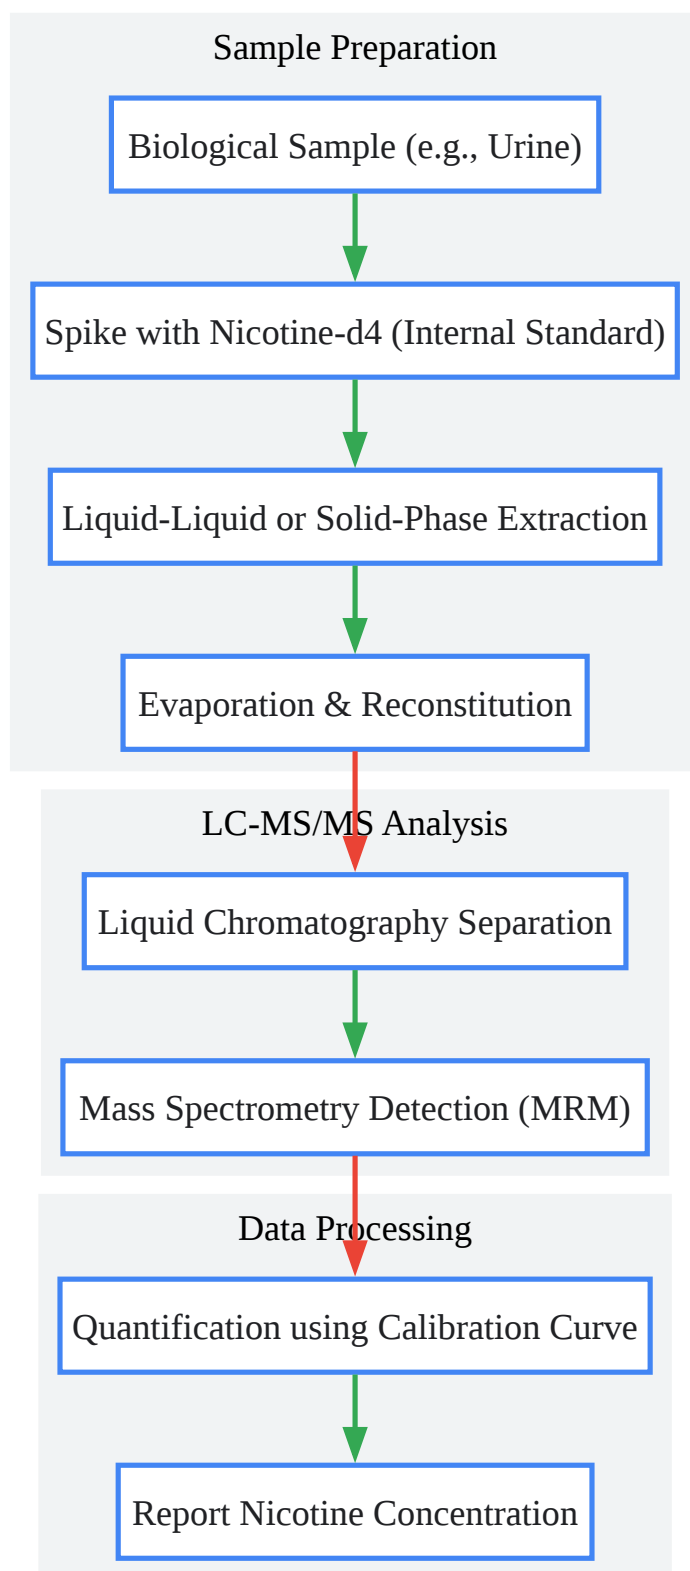 Sample Preparation
Biological Sample (e.g., Urine)
Spike with Nicotine-d4 (Internal Standard)
Liquid-Liquid or Solid-Phase Extraction
Evaporation & Reconstitution
LC-MS/MS Analysis
Liquid Chromatography Separation
Mass Spectrometry Detection (MRM)
Data Processing
Quantification using Calibration Curve
Report Nicotine Concentration